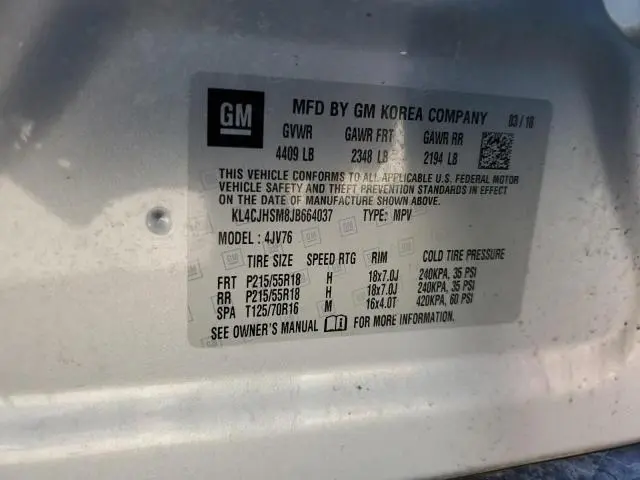 GM MFD BY GM KOREA COMPANY 03/18
GVWR GAWR FRT GAWR RR
4409 LB 2348 LB 2194 LB
THIS VEHICLE CONFORMS TO ALL APPLICABLE U.S. FEDERAL MOTOR
VEHICLE SAFETY AND THEFT PREVENTION STANDARDS IN EFFECT
ON THE DATE OF MANUFACTURE SHOWN ABOVE.
KL4CJHSM8JB664037 TYPE: MPV
MODEL: 4JV76
TIRE SIZE SPEED RTG RIM COLD TIRE PRESSURE
FRT P215/55R18 H 18x7.0J 240KPA, 35 PSI
RR P215/55R18 H 18x7.0J 240KPA, 35 PSI
SPA T125/70R16 M 16x4.0T 420KPA, 60 PSI
SEE OWNER'S MANUAL FOR MORE INFORMATION.